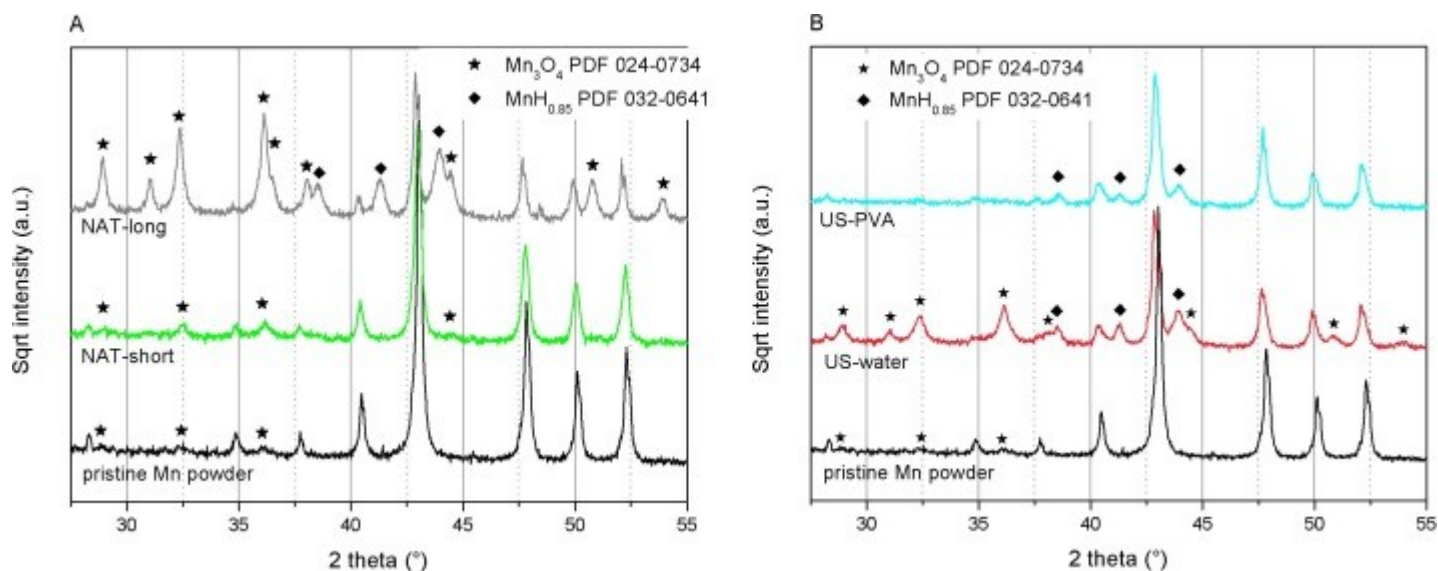 A
★ Mn₃O₄ PDF 024-0734
◆ MnH₀.₈₅ PDF 032-0641
NAT-long
NAT-short
pristine Mn powder
Sqrt intensity (a.u.)
30 35 40 45 50 55
2 theta (°)
B
★ Mn₃O₄ PDF 024-0734
◆ MnH₀.₈₅ PDF 032-0641
US-PVA
US-water
pristine Mn powder
Sqrt intensity (a.u.)
30 35 40 45 50 55
2 theta (°)